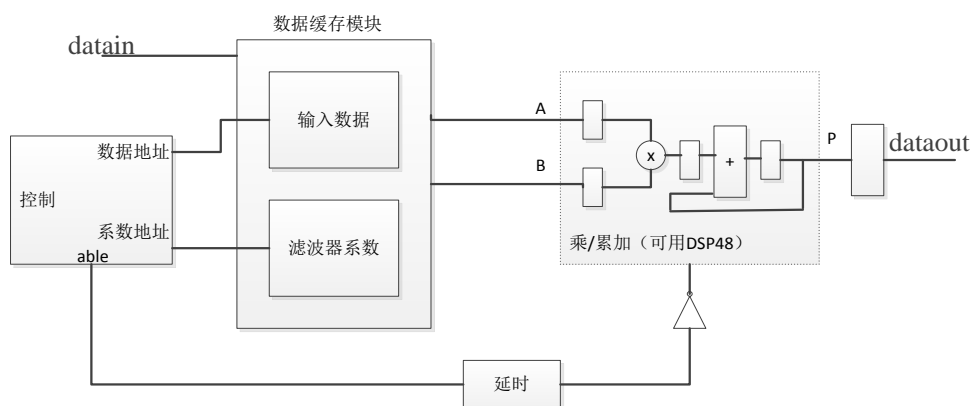 数据缓存模块
datain
输入数据
数据地址
控制
系数地址
able
滤波器系数
A
B
x
+
P
dataout
乘/累加（可用DSP48）
延时